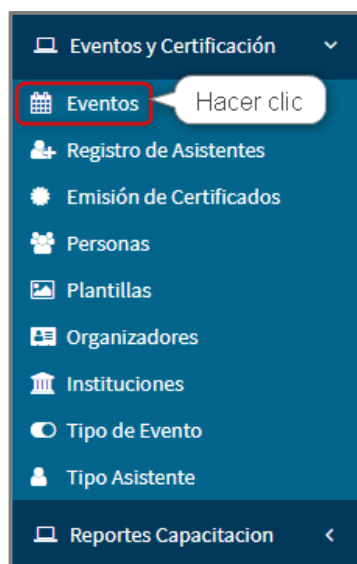 Eventos y Certificación
Eventos
Hacer clic
Registro de Asistentes
Emisión de Certificados
Personas
Plantillas
Organizadores
Instituciones
Tipo de Evento
Tipo Asistente
Reportes Capacitacion